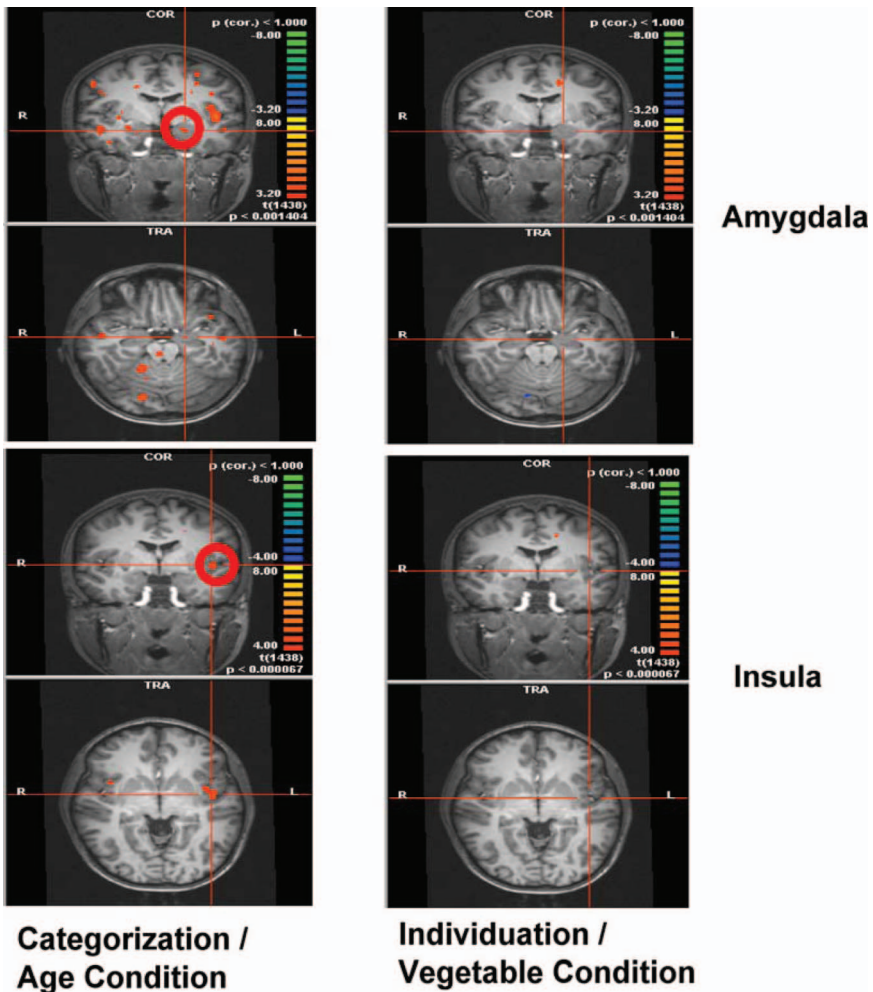 COR
p (cor.) < 1.000
-8.00
-3.20
8.00
R
3.20
t(1438)
p < 0.001404
TRA
R
L
COR
p (cor.) < 1.000
-8.00
-3.20
8.00
R
3.20
t(1438)
p < 0.001404
TRA
R
L
Amygdala
COR
p (cor.) < 1.000
-8.00
-4.00
8.00
R
4.00
t(1438)
p < 0.000067
TRA
R
L
COR
p (cor.) < 1.000
-8.00
-4.00
8.00
R
4.00
t(1438)
p < 0.000067
TRA
R
L
Insula
Categorization /
Age Condition
Individuation /
Vegetable Condition